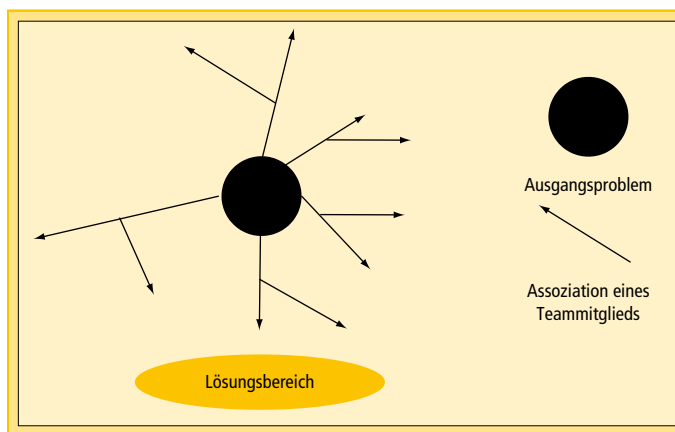 Ausgangsproblem
Assoziation eines
Teammitglieds
Lösungsbereich